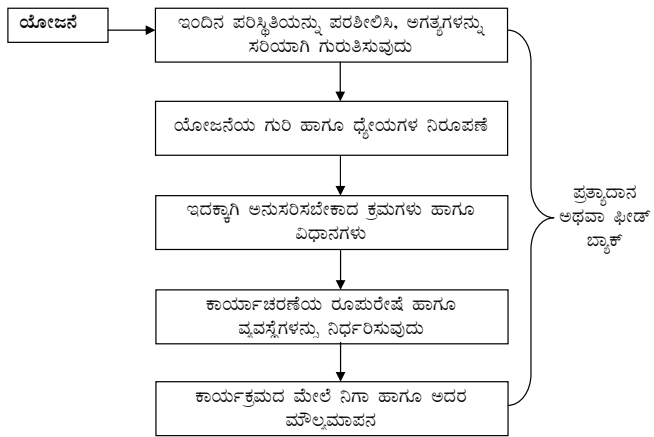 ಯೋಜನೆ
ಇಂದಿನ ಪರಿಸ್ಥಿತಿಯನ್ನು ಪರಶೀಲಿಸಿ, ಅಗತ್ಯಗಳನ್ನು
ಸರಿಯಾಗಿ ಗುರುತಿಸುವುದು
ಯೋಜನೆಯ ಗುರಿ ಹಾಗೂ ಧ್ಯೇಯಗಳ ನಿರೂಪಣೆ
ಇದಕ್ಕಾಗಿ ಅನುಸರಿಸಬೇಕಾದ ಕ್ರಮಗಳು ಹಾಗೂ
ವಿಧಾನಗಳು
ಕಾರ್ಯಾಚರಣೆಯ ರೂಪುರೇಷೆ ಹಾಗೂ
ವ್ಯವಸ್ಥೆಗಳನ್ನು ನಿರ್ಧರಿಸುವುದು
ಕಾರ್ಯಕ್ರಮದ ಮೇಲೆ ನಿಗಾ ಹಾಗೂ ಅದರ
ಮೌಲ್ಯಮಾಪನ
ಪ್ರತ್ಯಾದಾನ
ಅಥವಾ ಫೀಡ್
ಬ್ಯಾಕ್